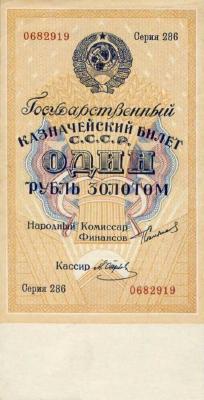 0682919 Серия 286
Государственный
КАЗНАЧЕЙСКИЙ БИЛЕТ
С.С.С.Р.
ОДИН
РУБЛЬ ЗОЛОТОМ
Народный Комиссар
Финансов
Кассир
Серия 286 0682919